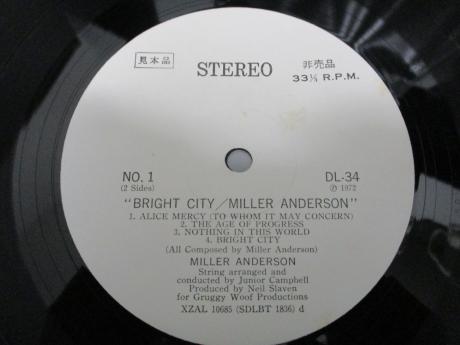 見本品 STEREO 非売品
33⅓ R.P.M.
NO. 1 DL-34
(2 Sides) Ⓟ 1972
"BRIGHT CITY/MILLER ANDERSON"
1. ALICE MERCY (TO WHOM IT MAY CONCERN)
2. THE AGE OF PROGRESS
3. NOTHING IN THIS WORLD
4. BRIGHT CITY
(All Composed by Miller Anderson)
MILLER ANDERSON
String arranged and
conducted by Junior Campbell
Produced by Neil Slaven
for Gruggy Woof Productions
XZAL 10685 (SDLBT 1836) d